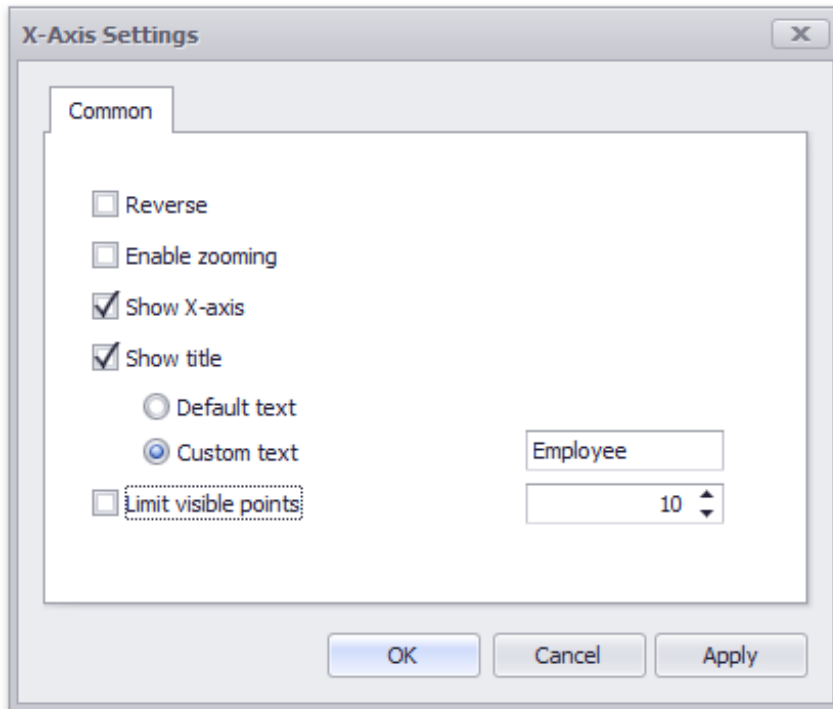 X-Axis Settings
Common
Reverse
Enable zooming
Show X-axis
Show title
Default text
Custom text Employee
Limit visible points 10
OK Cancel Apply